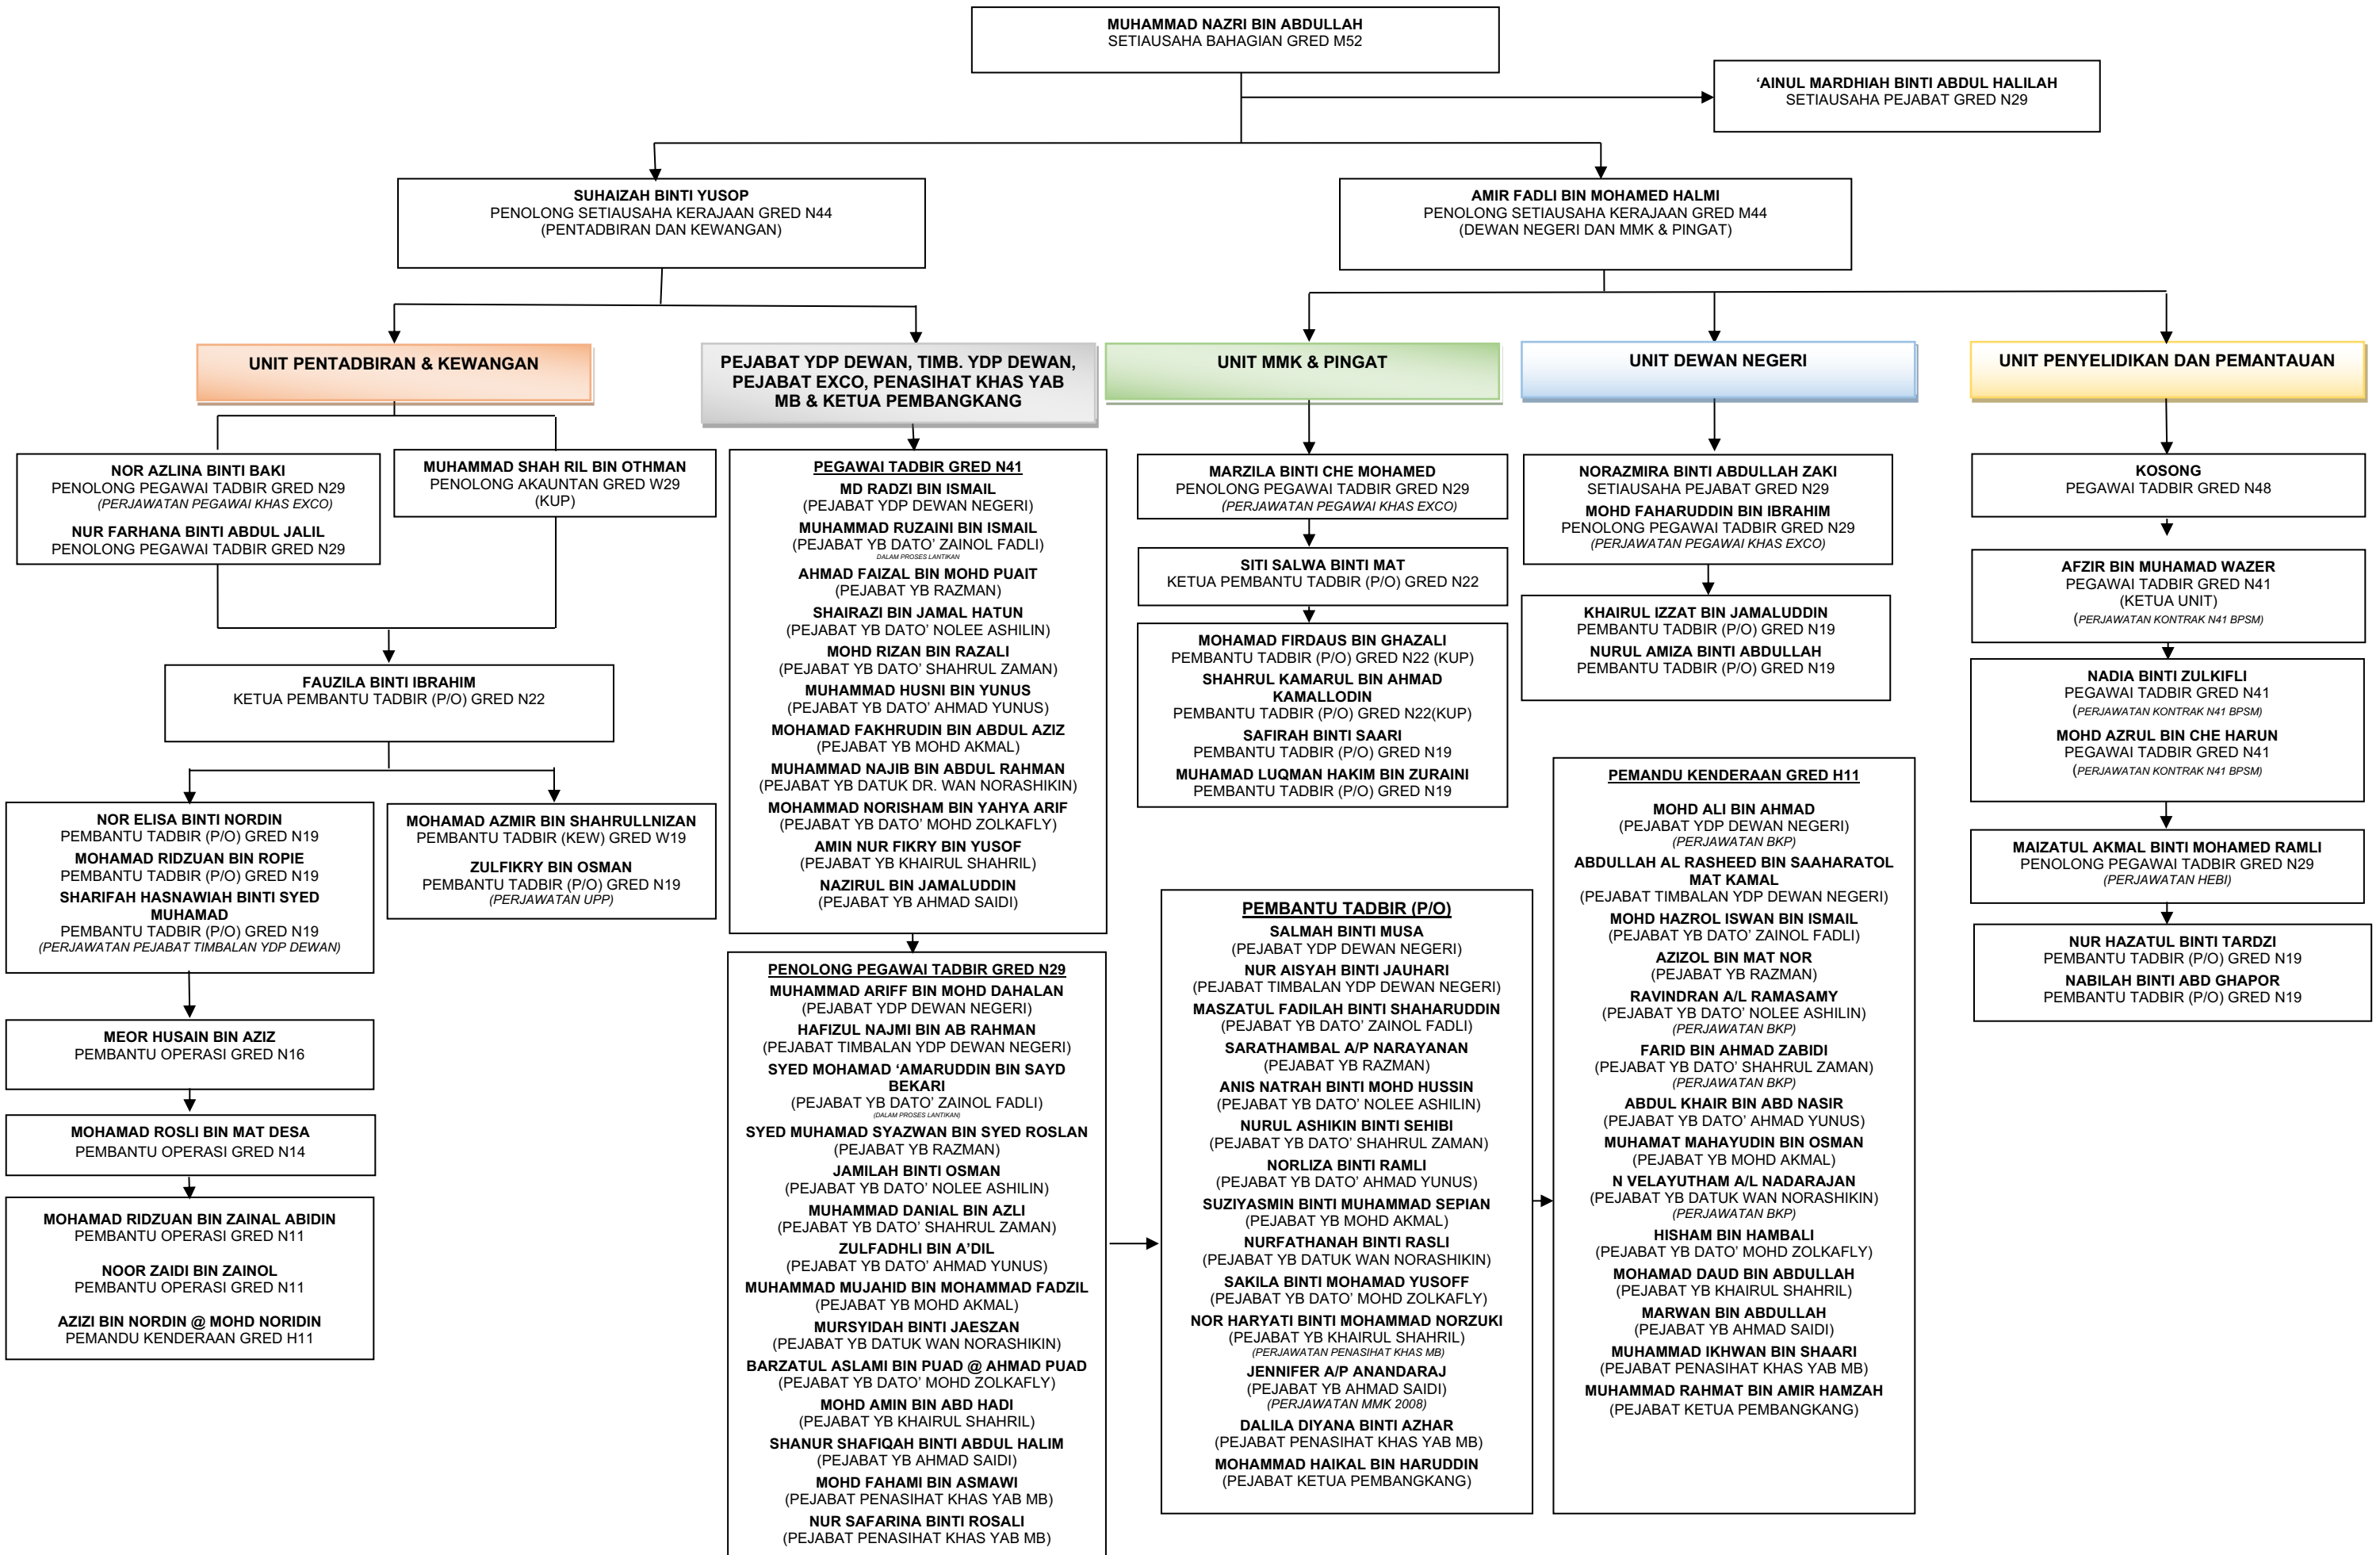 MUHAMMAD NAZRI BIN ABDULLAH
SETIAUSAHA BAHAGIAN GRED M52
‘AINUL MARDHIAH BINTI ABDUL HALILAH
SETIAUSAHA PEJABAT GRED N29
SUHAIZAH BINTI YUSOP
PENOLONG SETIAUSAHA KERAJAAN GRED N44
(PENTADBIRAN DAN KEWANGAN)
AMIR FADLI BIN MOHAMED HALMI
PENOLONG SETIAUSAHA KERAJAAN GRED M44
(DEWAN NEGERI DAN MMK & PINGAT)
UNIT PENTADBIRAN & KEWANGAN
NOR AZLINA BINTI BAKI
PENOLONG PEGAWAI TADBIR GRED N29
(PERJAWATAN PEGAWAI KHAS EXCO)
NUR FARHANA BINTI ABDUL JALIL
PENOLONG PEGAWAI TADBIR GRED N29
MUHAMMAD SHAH RIL BIN OTHMAN
PENOLONG AKAUNTAN GRED W29
(KUP)
FAUZILA BINTI IBRAHIM
KETUA PEMBANTU TADBIR (P/O) GRED N22
NOR ELISA BINTI NORDIN
PEMBANTU TADBIR (P/O) GRED N19
MOHAMAD RIDZUAN BIN ROPIE
PEMBANTU TADBIR (P/O) GRED N19
SHARIFAH HASNAWIAH BINTI SYED
MUHAMAD
PEMBANTU TADBIR (P/O) GRED N19
(PERJAWATAN PEJABAT TIMBALAN YDP DEWAN)
MOHAMAD AZMIR BIN SHAHRULLNIZAN
PEMBANTU TADBIR (KEW) GRED W19
ZULFIKRY BIN OSMAN
PEMBANTU TADBIR (P/O) GRED N19
(PERJAWATAN UPP)
MEOR HUSAIN BIN AZIZ
PEMBANTU OPERASI GRED N16
MOHAMAD ROSLI BIN MAT DESA
PEMBANTU OPERASI GRED N14
MOHAMAD RIDZUAN BIN ZAINAL ABIDIN
PEMBANTU OPERASI GRED N11
NOOR ZAIDI BIN ZAINOL
PEMBANTU OPERASI GRED N11
AZIZI BIN NORDIN @ MOHD NORIDIN
PEMANDU KENDERAAN GRED H11
PEJABAT YDP DEWAN, TIMB. YDP DEWAN,
PEJABAT EXCO, PENASIHAT KHAS YAB
MB & KETUA PEMBANGKANG
PEGAWAI TADBIR GRED N41
MD RADZI BIN ISMAIL
(PEJABAT YDP DEWAN NEGERI)
MUHAMMAD RUZAINI BIN ISMAIL
(PEJABAT YB DATO’ ZAINOL FADLI)
DALAM PROSES LANTIKAN
AHMAD FAIZAL BIN MOHD PUAIT
(PEJABAT YB RAZMAN)
SHAIRAZI BIN JAMAL HATUN
(PEJABAT YB DATO’ NOLEE ASHILIN)
MOHD RIZAN BIN RAZALI
(PEJABAT YB DATO’ SHAHRUL ZAMAN)
MUHAMMAD HUSNI BIN YUNUS
(PEJABAT YB DATO’ AHMAD YUNUS)
MOHAMAD FAKHRUDIN BIN ABDUL AZIZ
(PEJABAT YB MOHD AKMAL)
MUHAMMAD NAJIB BIN ABDUL RAHMAN
(PEJABAT YB DATUK DR. WAN NORASHIKIN)
MOHAMMAD NORISHAM BIN YAHYA ARIF
(PEJABAT YB DATO’ MOHD ZOLKAFLY)
AMIN NUR FIKRY BIN YUSOF
(PEJABAT YB KHAIRUL SHAHRIL)
NAZIRUL BIN JAMALUDDIN
(PEJABAT YB AHMAD SAIDI)
PENOLONG PEGAWAI TADBIR GRED N29
MUHAMMAD ARIFF BIN MOHD DAHALAN
(PEJABAT YDP DEWAN NEGERI)
HAFIZUL NAJMI BIN AB RAHMAN
(PEJABAT TIMBALAN YDP DEWAN NEGERI)
SYED MOHAMAD ‘AMARUDDIN BIN SAYD
BEKARI
(PEJABAT YB DATO’ ZAINOL FADLI)
(DALAM PROSES LANTIKAN)
SYED MUHAMAD SYAZWAN BIN SYED ROSLAN
(PEJABAT YB RAZMAN)
JAMILAH BINTI OSMAN
(PEJABAT YB DATO’ NOLEE ASHILIN)
MUHAMMAD DANIAL BIN AZLI
(PEJABAT YB DATO’ SHAHRUL ZAMAN)
ZULFADHLI BIN A’DIL
(PEJABAT YB DATO’ AHMAD YUNUS)
MUHAMMAD MUJAHID BIN MOHAMMAD FADZIL
(PEJABAT YB MOHD AKMAL)
MURSYIDAH BINTI JAESZAN
(PEJABAT YB DATUK WAN NORASHIKIN)
BARZATUL ASLAMI BIN PUAD @ AHMAD PUAD
(PEJABAT YB DATO’ MOHD ZOLKAFLY)
MOHD AMIN BIN ABD HADI
(PEJABAT YB KHAIRUL SHAHRIL)
SHANUR SHAFIQAH BINTI ABDUL HALIM
(PEJABAT YB AHMAD SAIDI)
MOHD FAHAMI BIN ASMAWI
(PEJABAT PENASIHAT KHAS YAB MB)
NUR SAFARINA BINTI ROSALI
(PEJABAT PENASIHAT KHAS YAB MB)
UNIT MMK & PINGAT
MARZILA BINTI CHE MOHAMED
PENOLONG PEGAWAI TADBIR GRED N29
(PERJAWATAN PEGAWAI KHAS EXCO)
SITI SALWA BINTI MAT
KETUA PEMBANTU TADBIR (P/O) GRED N22
MOHAMAD FIRDAUS BIN GHAZALI
PEMBANTU TADBIR (P/O) GRED N22 (KUP)
SHAHRUL KAMARUL BIN AHMAD
KAMALLODIN
PEMBANTU TADBIR (P/O) GRED N22(KUP)
SAFIRAH BINTI SAARI
PEMBANTU TADBIR (P/O) GRED N19
MUHAMAD LUQMAN HAKIM BIN ZURAINI
PEMBANTU TADBIR (P/O) GRED N19
PEMBANTU TADBIR (P/O)
SALMAH BINTI MUSA
(PEJABAT YDP DEWAN NEGERI)
NUR AISYAH BINTI JAUHARI
(PEJABAT TIMBALAN YDP DEWAN NEGERI)
MASZATUL FADILAH BINTI SHAHARUDDIN
(PEJABAT YB DATO’ ZAINOL FADLI)
SARATHAMBAL A/P NARAYANAN
(PEJABAT YB RAZMAN)
ANIS NATRAH BINTI MOHD HUSSIN
(PEJABAT YB DATO’ NOLEE ASHILIN)
NURUL ASHIKIN BINTI SEHIBI
(PEJABAT YB DATO’ SHAHRUL ZAMAN)
NORLIZA BINTI RAMLI
(PEJABAT YB DATO’ AHMAD YUNUS)
SUZIYASMIN BINTI MUHAMMAD SEPIAN
(PEJABAT YB MOHD AKMAL)
NURFATHANAH BINTI RASLI
(PEJABAT YB DATUK WAN NORASHIKIN)
SAKILA BINTI MOHAMAD YUSOFF
(PEJABAT YB DATO’ MOHD ZOLKAFLY)
NOR HARYATI BINTI MOHAMMAD NORZUKI
(PEJABAT YB KHAIRUL SHAHRIL)
(PERJAWATAN PENASIHAT KHAS MB)
JENNIFER A/P ANANDARAJ
(PEJABAT YB AHMAD SAIDI)
(PERJAWATAN MMK 2008)
DALILA DIYANA BINTI AZHAR
(PEJABAT PENASIHAT KHAS YAB MB)
MOHAMMAD HAIKAL BIN HARUDDIN
(PEJABAT KETUA PEMBANGKANG)
UNIT DEWAN NEGERI
NORAZMIRA BINTI ABDULLAH ZAKI
SETIAUSAHA PEJABAT GRED N29
MOHD FAHARUDDIN BIN IBRAHIM
PENOLONG PEGAWAI TADBIR GRED N29
(PERJAWATAN PEGAWAI KHAS EXCO)
KHAIRUL IZZAT BIN JAMALUDDIN
PEMBANTU TADBIR (P/O) GRED N19
NURUL AMIZA BINTI ABDULLAH
PEMBANTU TADBIR (P/O) GRED N19
PEMANDU KENDERAAN GRED H11
MOHD ALI BIN AHMAD
(PEJABAT YDP DEWAN NEGERI)
(PERJAWATAN BKP)
ABDULLAH AL RASHEED BIN SAAHARATOL
MAT KAMAL
(PEJABAT TIMBALAN YDP DEWAN NEGERI)
MOHD HAZROL ISWAN BIN ISMAIL
(PEJABAT YB DATO’ ZAINOL FADLI)
AZIZOL BIN MAT NOR
(PEJABAT YB RAZMAN)
RAVINDRAN A/L RAMASAMY
(PEJABAT YB DATO’ NOLEE ASHILIN)
(PERJAWATAN BKP)
FARID BIN AHMAD ZABIDI
(PEJABAT YB DATO’ SHAHRUL ZAMAN)
(PERJAWATAN BKP)
ABDUL KHAIR BIN ABD NASIR
(PEJABAT YB DATO’ AHMAD YUNUS)
MUHAMAT MAHAYUDIN BIN OSMAN
(PEJABAT YB MOHD AKMAL)
N VELAYUTHAM A/L NADARAJAN
(PEJABAT YB DATUK WAN NORASHIKIN)
(PERJAWATAN BKP)
HISHAM BIN HAMBALI
(PEJABAT YB DATO’ MOHD ZOLKAFLY)
MOHAMAD DAUD BIN ABDULLAH
(PEJABAT YB KHAIRUL SHAHRIL)
MARWAN BIN ABDULLAH
(PEJABAT YB AHMAD SAIDI)
MUHAMMAD IKHWAN BIN SHAARI
(PEJABAT PENASIHAT KHAS YAB MB)
MUHAMMAD RAHMAT BIN AMIR HAMZAH
(PEJABAT KETUA PEMBANGKANG)
UNIT PENYELIDIKAN DAN PEMANTAUAN
KOSONG
PEGAWAI TADBIR GRED N48
AFZIR BIN MUHAMAD WAZER
PEGAWAI TADBIR GRED N41
(KETUA UNIT)
(PERJAWATAN KONTRAK N41 BPSM)
NADIA BINTI ZULKIFLI
PEGAWAI TADBIR GRED N41
(PERJAWATAN KONTRAK N41 BPSM)
MOHD AZRUL BIN CHE HARUN
PEGAWAI TADBIR GRED N41
(PERJAWATAN KONTRAK N41 BPSM)
MAIZATUL AKMAL BINTI MOHAMED RAMLI
PENOLONG PEGAWAI TADBIR GRED N29
(PERJAWATAN HEBI)
NUR HAZATUL BINTI TARDZI
PEMBANTU TADBIR (P/O) GRED N19
NABILAH BINTI ABD GHAPOR
PEMBANTU TADBIR (P/O) GRED N19